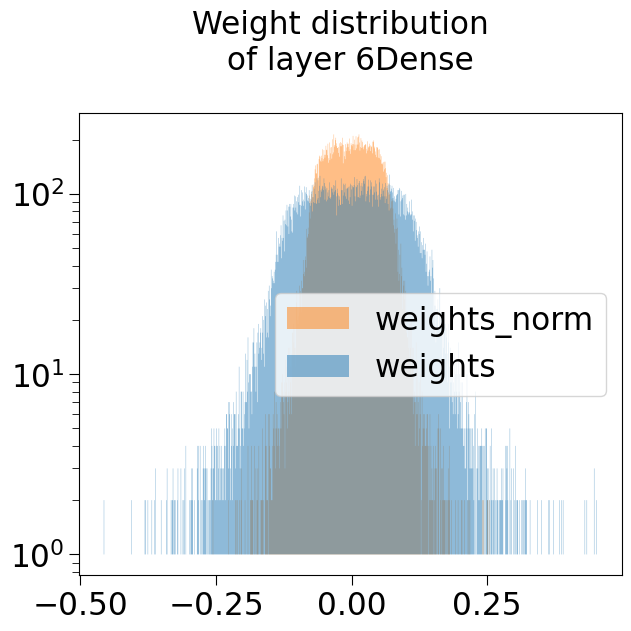 Weight distribution
of layer 6Dense
10²
10¹
10⁰
weights_norm
weights
−0.50 −0.25 0.00 0.25